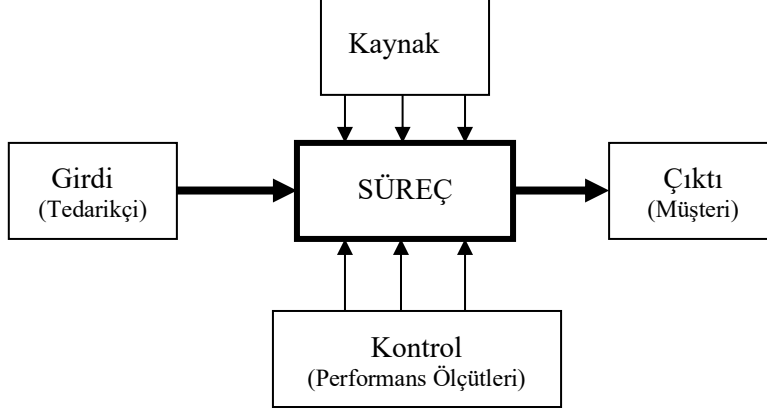 Kaynak
Girdi
(Tedarikçi)
SÜREÇ
Çıktı
(Müşteri)
Kontrol
(Performans Ölçütleri)